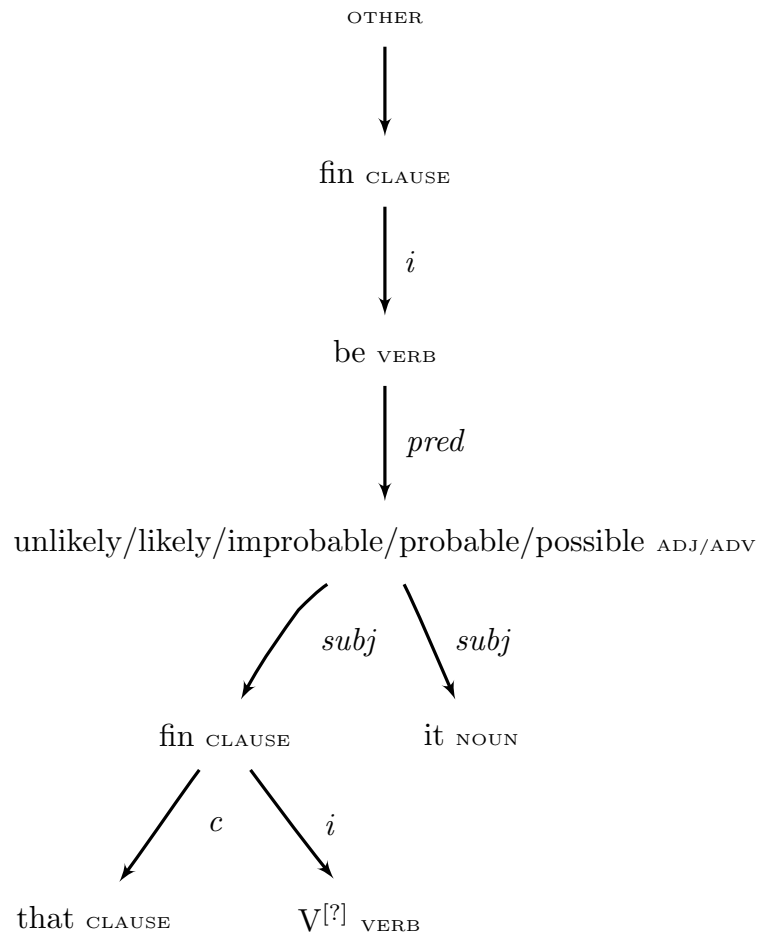 OTHER
fin CLAUSE
i
be VERB
pred
unlikely/likely/improbable/probable/possible ADJ/ADV
subj subj
fin CLAUSE it NOUN
c i
that CLAUSE V[?] VERB